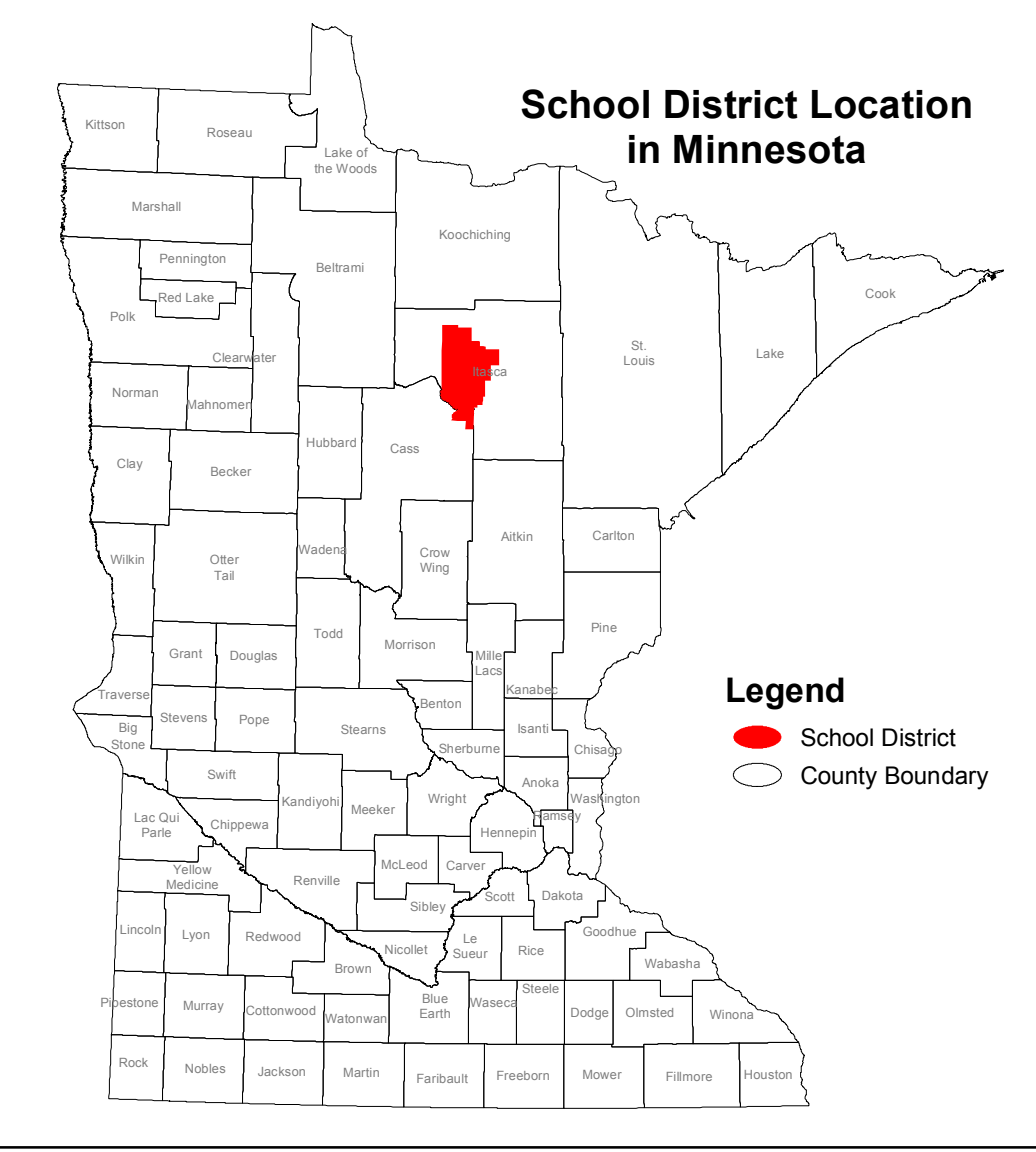 School District Location
in Minnesota
Kittson
Roseau
Lake of
the Woods
Marshall
Koochiching
Pennington
Beltrami
Red Lake
Cook
Polk
St.
Louis
Lake
Clearwater
Itasca
Norman
Mahnomen
Hubbard
Cass
Clay
Becker
Aitkin
Carlton
Wadena
Crow
Wing
Wilkin
Otter
Tail
Pine
Todd
Morrison
Mille
Lacs
Grant
Douglas
Kanabec
Traverse
Benton
Stevens
Pope
Stearns
Isanti
Big
Stone
Sherburne
Chisago
Legend
School District
County Boundary
Swift
Anoka
Kandiyohi
Wright
Washington
Meeker
Ramsey
Lac Qui
Parle
Chippewa
Hennepin
McLeod
Carver
Yellow
Medicine
Renville
Scott
Dakota
Sibley
Lincoln
Lyon
Redwood
Nicollet
Le
Sueur
Rice
Goodhue
Brown
Wabasha
Steele
Pipestone
Murray
Cottonwood
Watonwan
Blue
Earth
Waseca
Dodge
Olmsted
Winona
Rock
Nobles
Jackson
Martin
Faribault
Freeborn
Mower
Fillmore
Houston